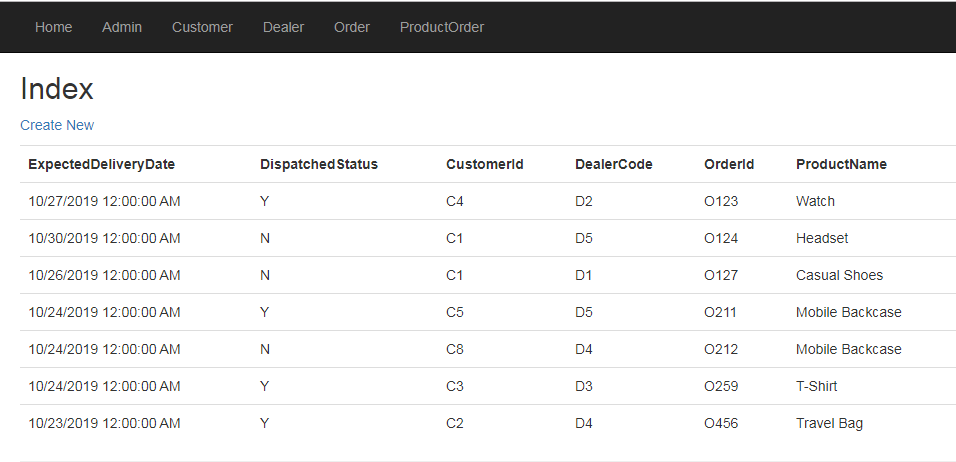 Home Admin Customer Dealer Order ProductOrder
Index
Create New
ExpectedDeliveryDate DispatchedStatus CustomerId DealerCode OrderId ProductName
10/27/2019 12:00:00 AM Y C4 D2 O123 Watch
10/30/2019 12:00:00 AM N C1 D5 O124 Headset
10/26/2019 12:00:00 AM N C1 D1 O127 Casual Shoes
10/24/2019 12:00:00 AM Y C5 D5 O211 Mobile Backcase
10/24/2019 12:00:00 AM N C8 D4 O212 Mobile Backcase
10/24/2019 12:00:00 AM Y C3 D3 O259 T-Shirt
10/23/2019 12:00:00 AM Y C2 D4 O456 Travel Bag